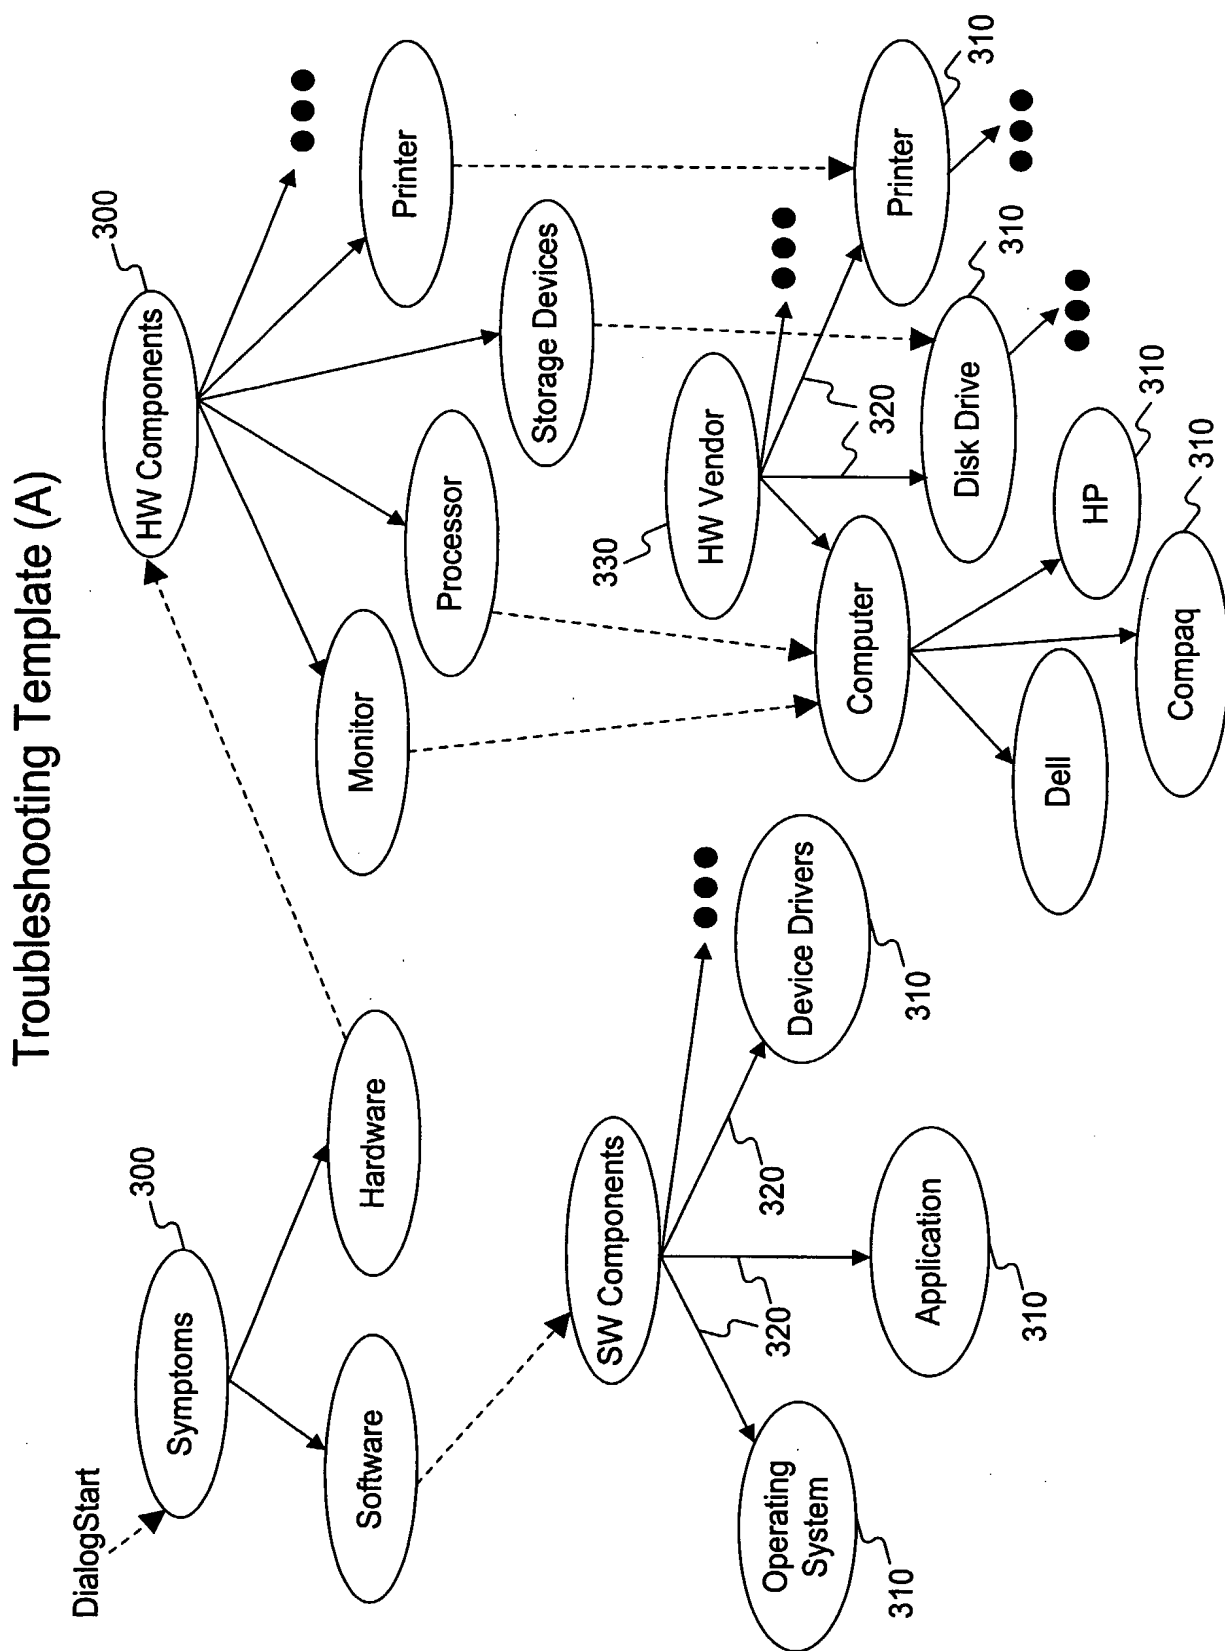 Troubleshooting Template (A)
DialogStart
Symptoms
300
HW Components
300
Software
Hardware
Monitor
Processor
Storage Devices
Printer
SW Components
320
320
Operating
System
310
Application
310
Device Drivers
310
330
HW Vendor
320
Computer
Disk Drive
310
Printer
310
Dell
Compaq
310
HP
310